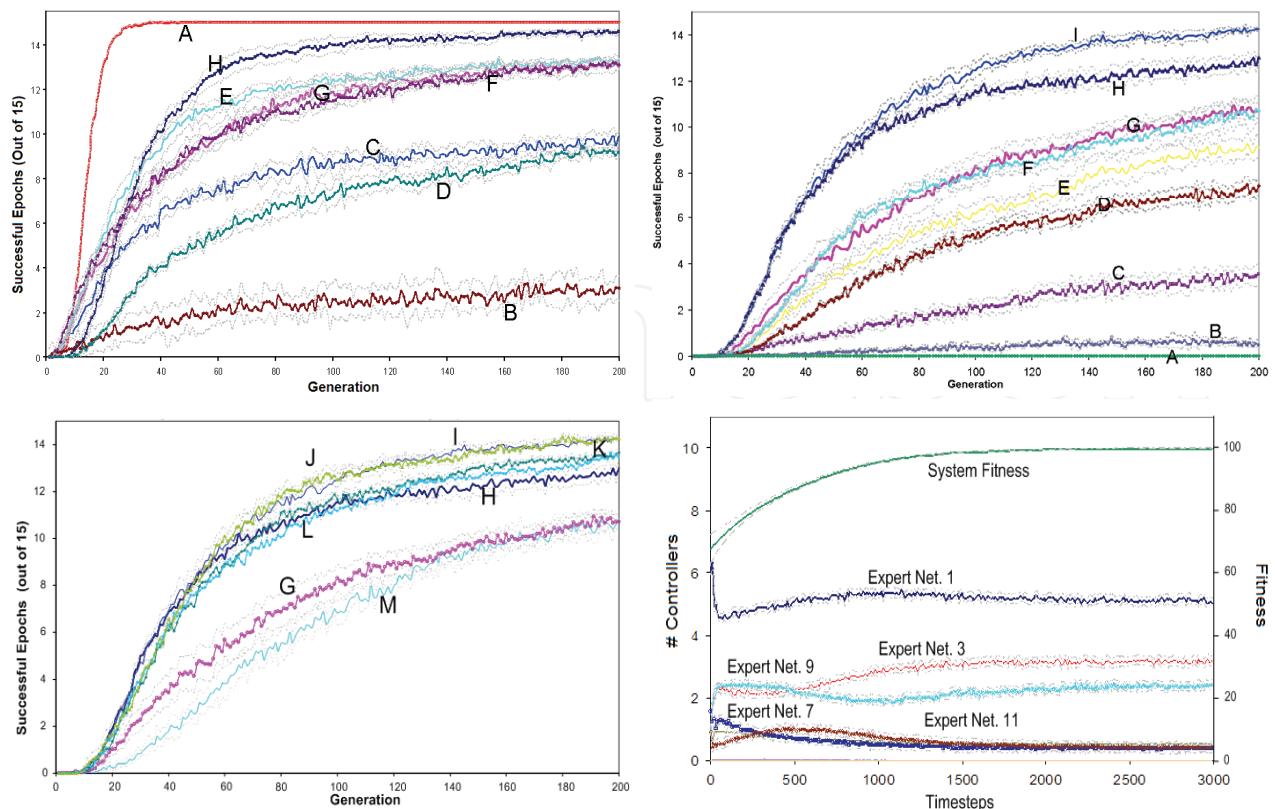 Successful Epochs (Out of 15)
14
12
10
8
6
4
2
0
A
H
E
G
F
C
D
B
0 20 40 60 80 100 120 140 160 180 200
Generation
Successful Epochs (out of 15)
14
12
10
8
6
4
2
0
I
H
G
F
E
D
C
B
A
0 20 40 60 80 100 120 140 160 180 200
Generation
Successful Epochs (out of 15)
14
12
10
8
6
4
2
0
I
J
K
H
L
G
M
0 20 40 60 80 100 120 140 160 180 200
Generation
# Controllers
10
8
6
4
2
0
System Fitness
Expert Net. 1
Expert Net. 3
Expert Net. 9
Expert Net. 7
Expert Net. 11
100
80
60
40
20
0
Fitness
0 500 1000 1500 2000 2500 3000
Timesteps